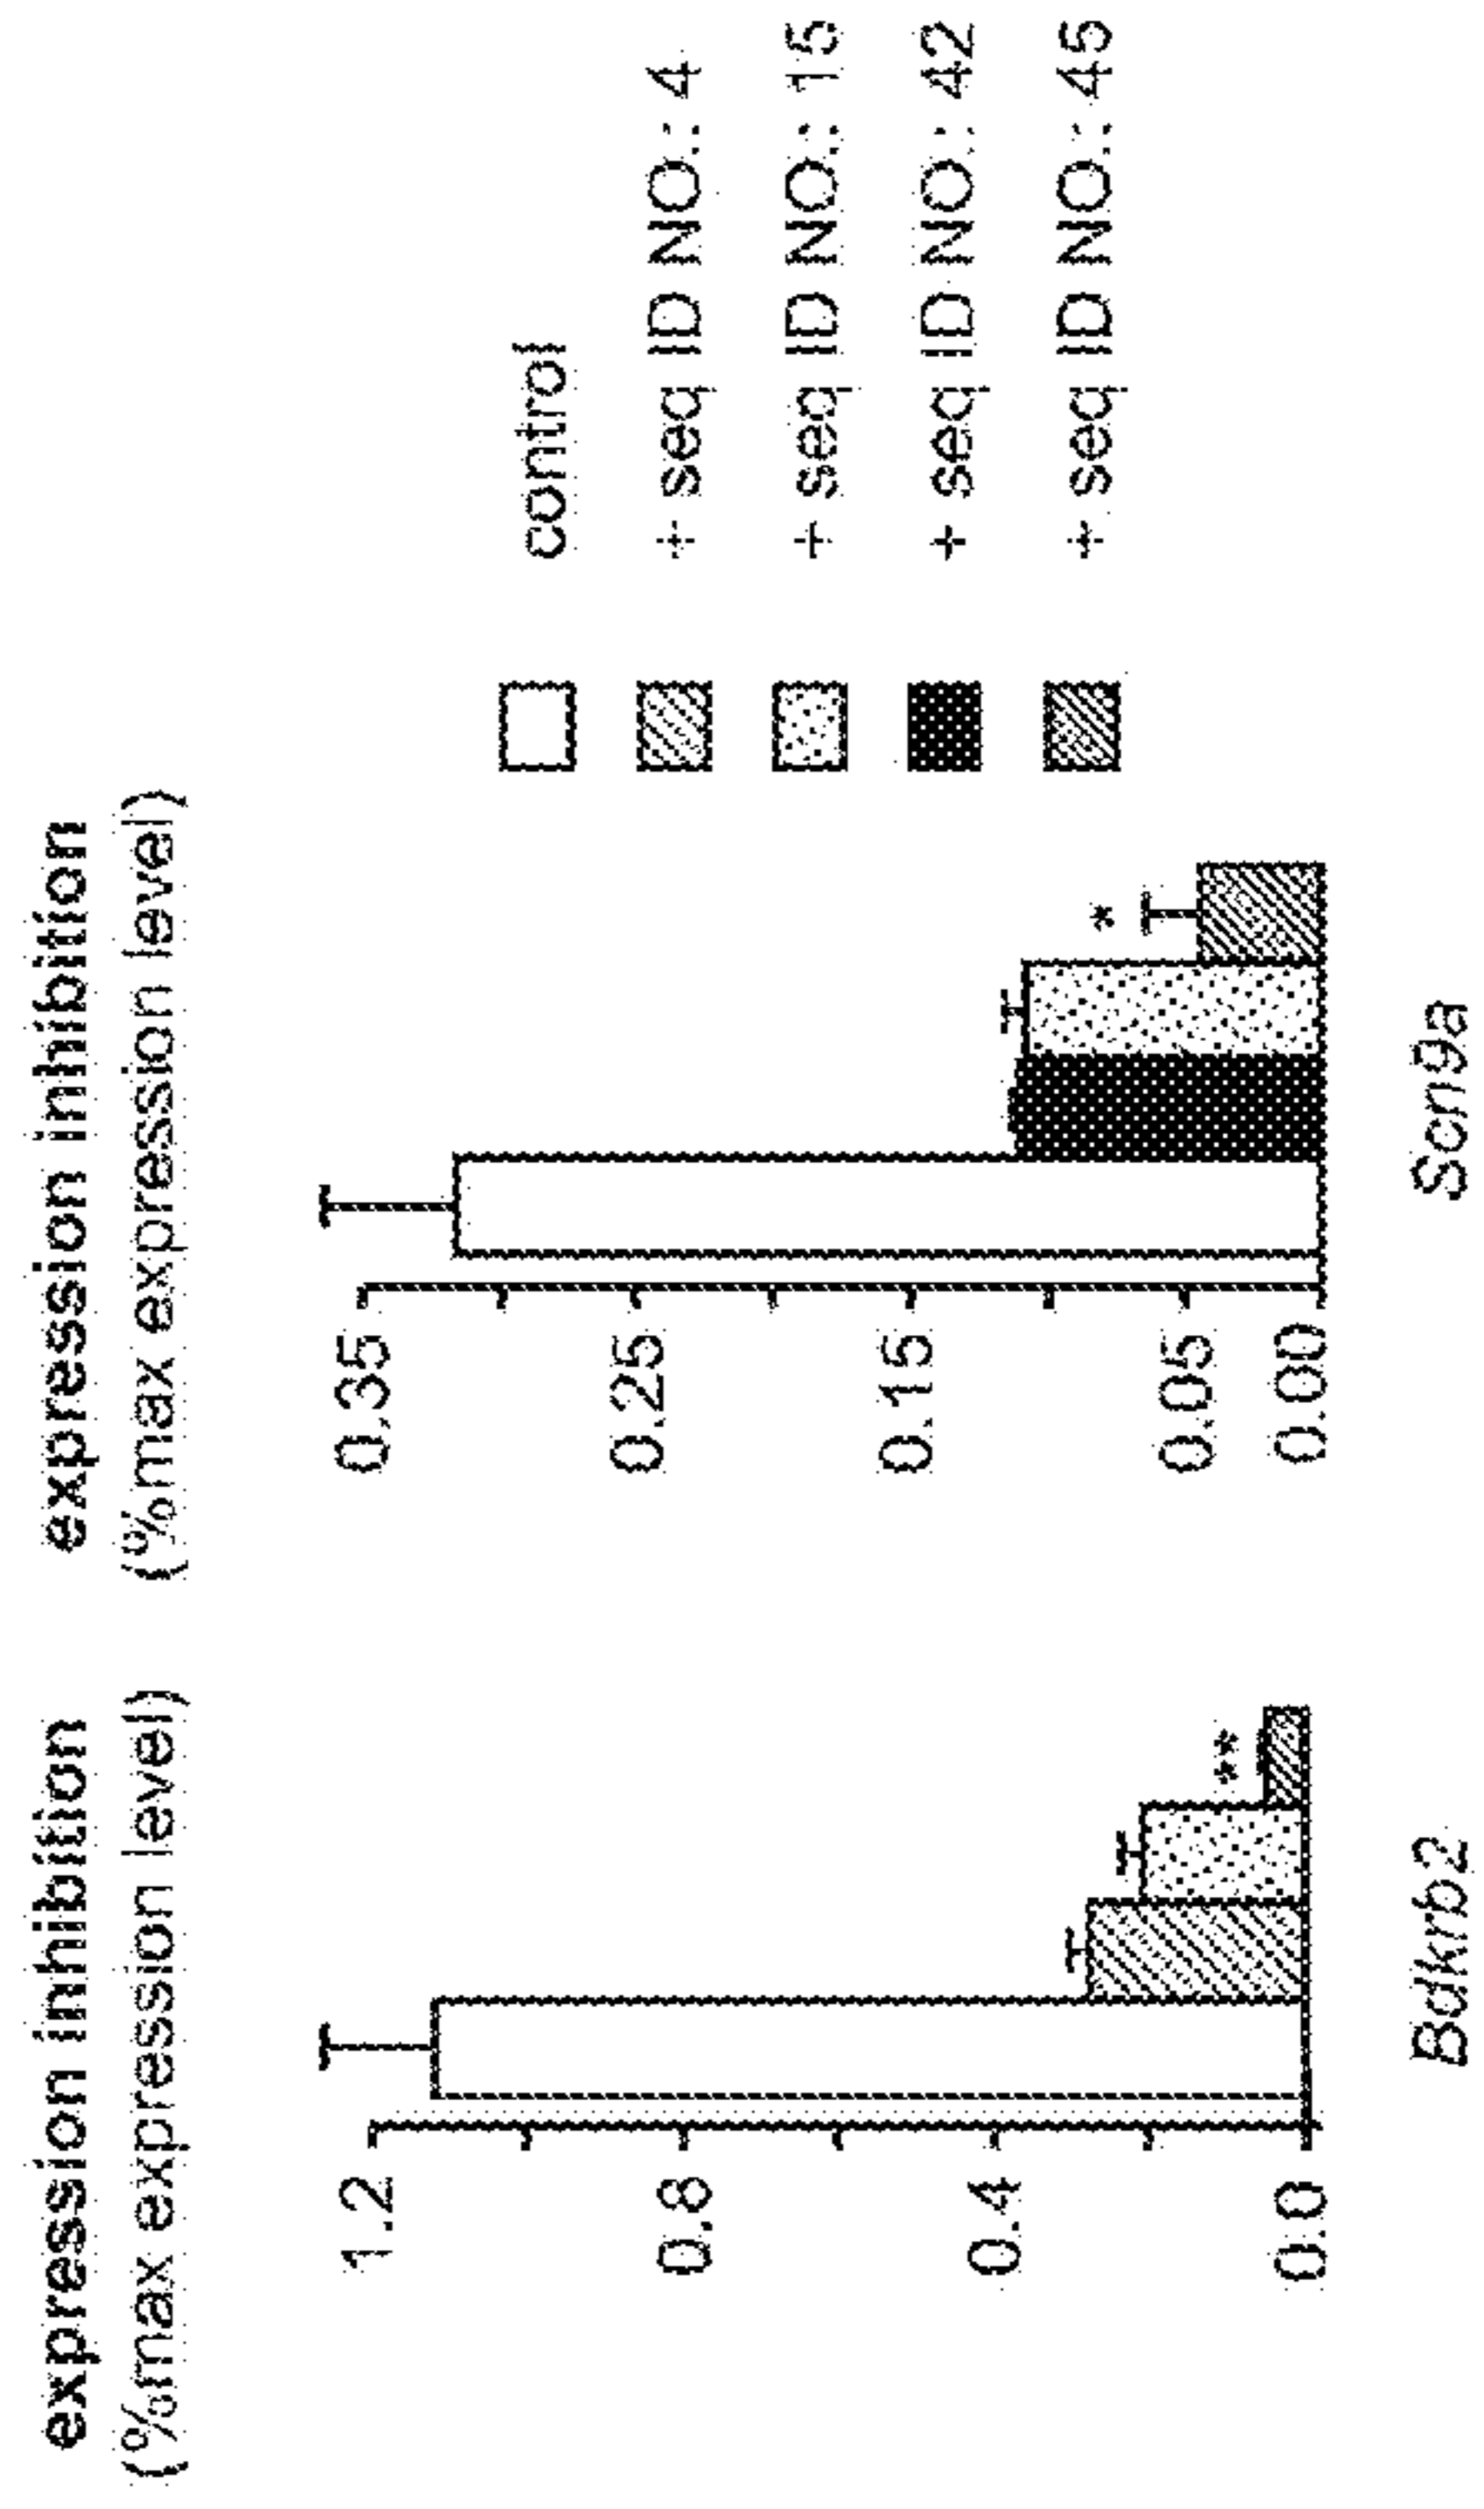 expression inhibition
(%max expression level)
1.2
0.8
0.4
0.0
**
Bdkrb2
expression inhibition
(%max expression level)
0.35
0.25
0.15
0.05
0.00
*
Scn9a
control
+ seq ID NO.: 4
+ seq ID NO.: 15
+ seq ID NO.: 42
+ seq ID NO.: 45